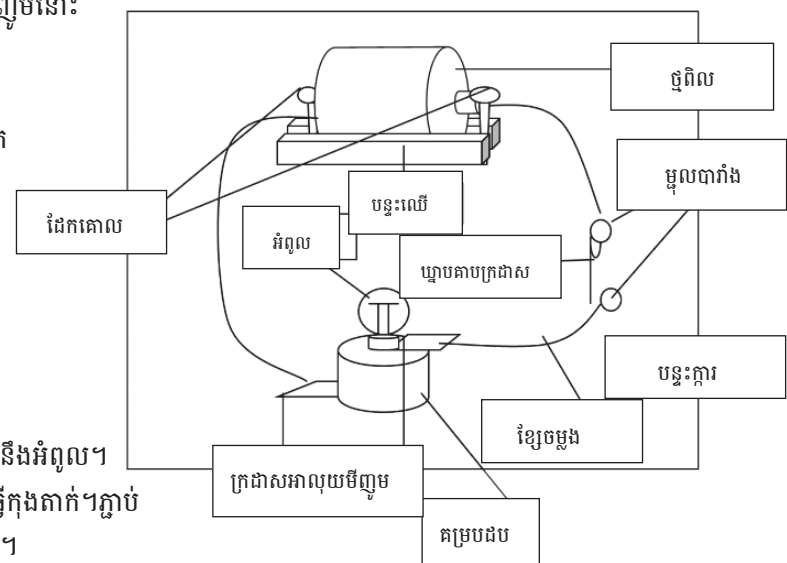 ញូមនោះ
ថ្មពិល
ម្ជុលបារាំង
ដែកគោល
បន្ទះឈើ
អំពូល
ឃ្នាបគាបក្រដាស
បន្ទះក្ការ
ខ្សែចម្លង
នឹងអំពូល។
ក្រដាសអាលុយមីញូម
ធ្វើកុងតាក់។ភ្ជាប់
គម្របដប
។